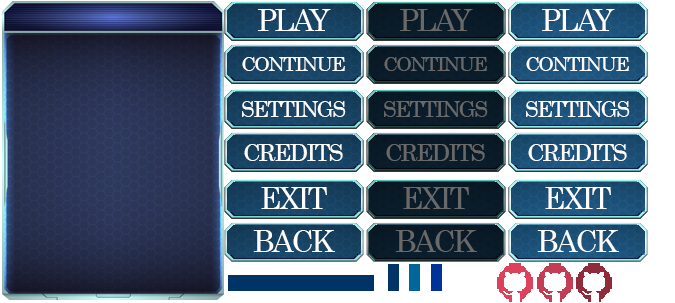 PLAY PLAY PLAY
CONTINUE CONTINUE CONTINUE
SETTINGS SETTINGS SETTINGS
CREDITS CREDITS CREDITS
EXIT EXIT EXIT
BACK BACK BACK